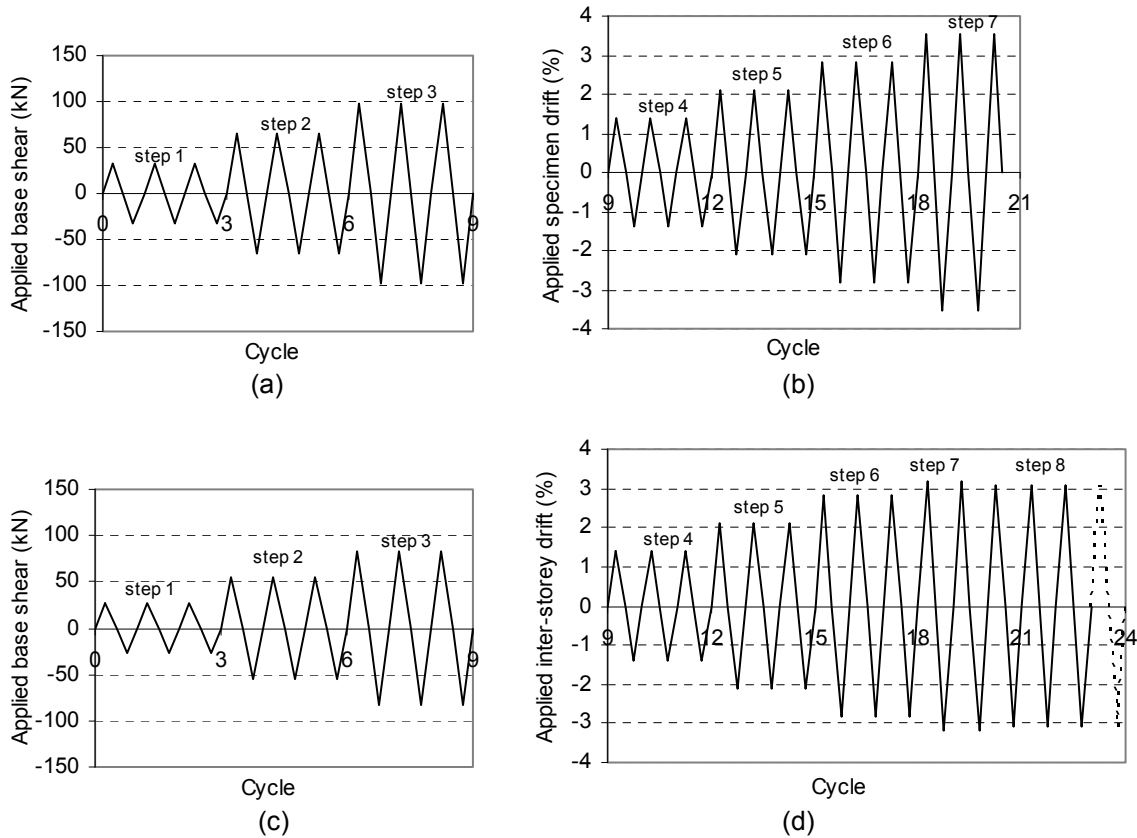 150
100
50
0
-50
-100
-150
Applied base shear (kN)
step 1
step 2
step 3
0
3
6
9
Cycle
(a)
4
3
2
1
0
-1
-2
-3
-4
Applied specimen drift (%)
step 4
step 5
step 6
step 7
9
12
15
18
21
Cycle
(b)
150
100
50
0
-50
-100
-150
Applied base shear (kN)
step 1
step 2
step 3
0
3
6
9
Cycle
(c)
4
3
2
1
0
-1
-2
-3
-4
Applied inter-storey drift (%)
step 4
step 5
step 6
step 7
step 8
9
12
15
18
21
24
Cycle
(d)